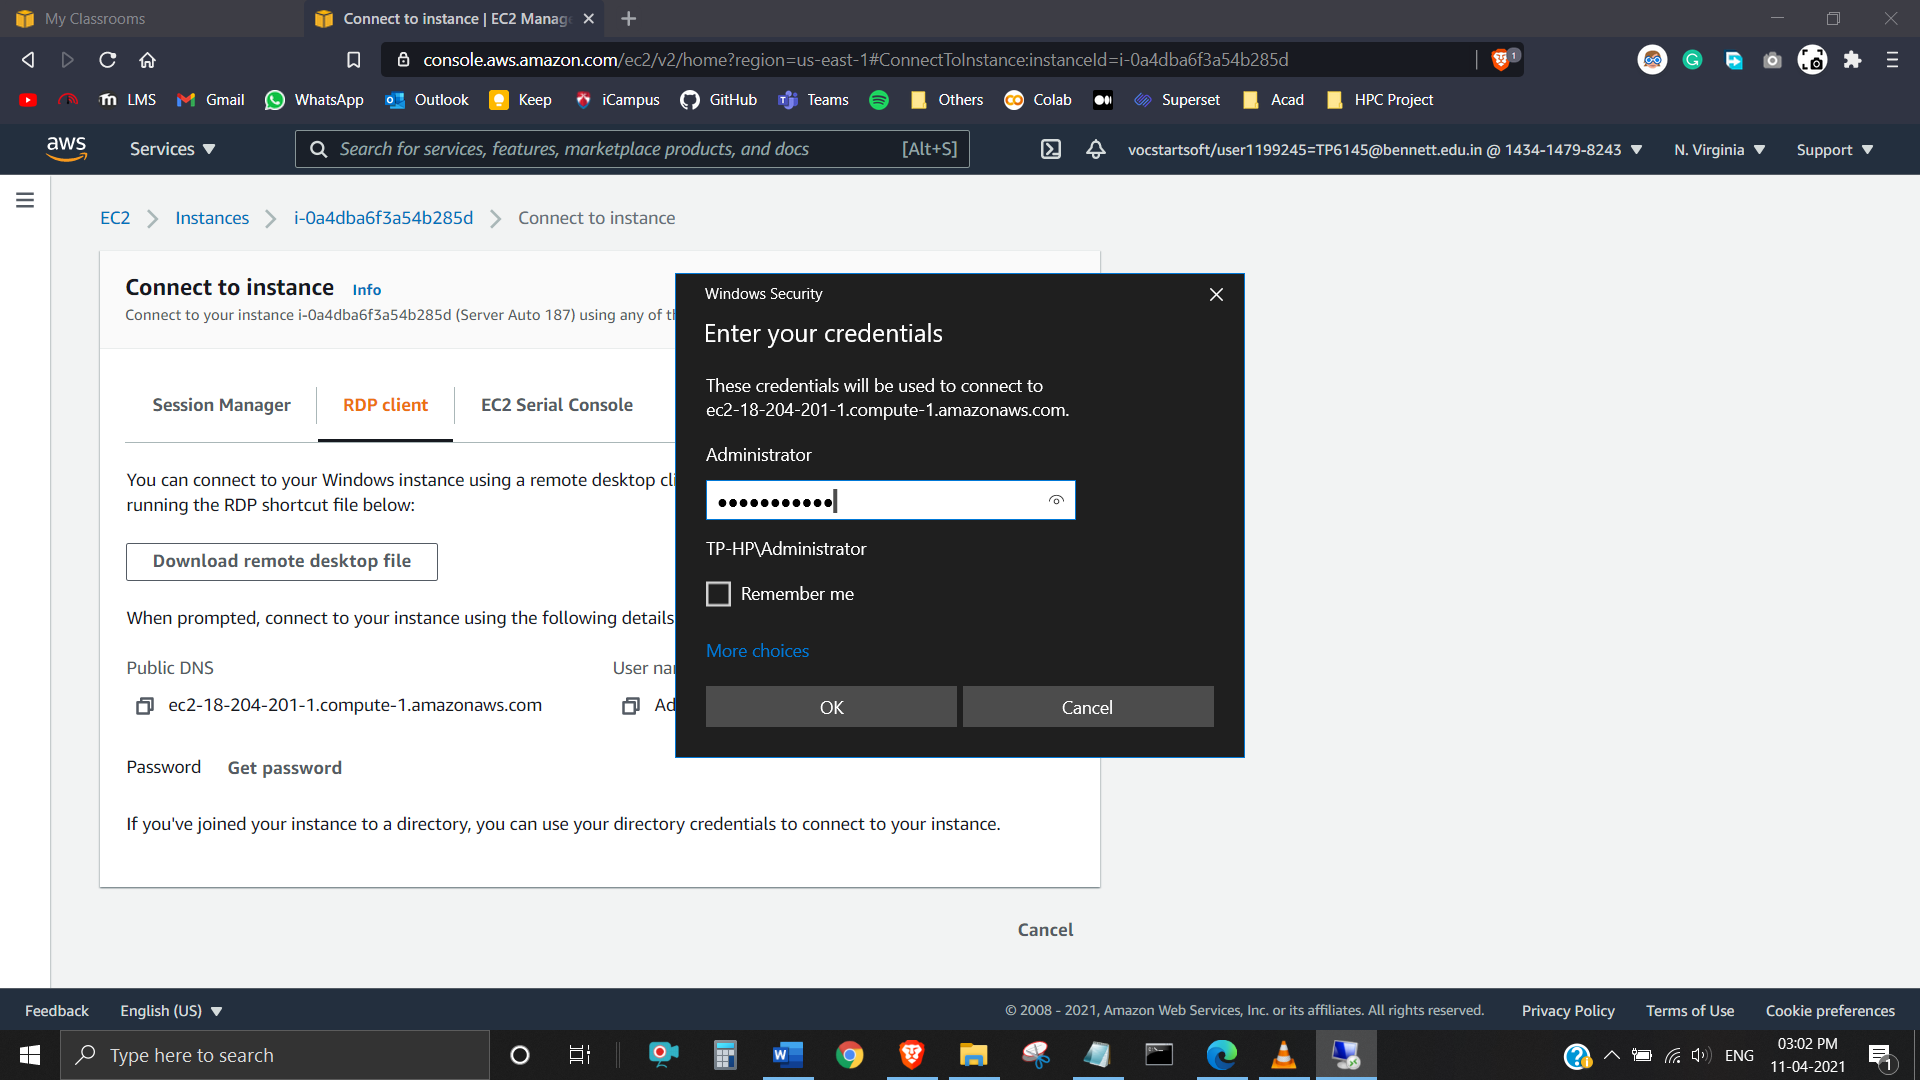 My Classrooms
Connect to instance | EC2 Manag
console.aws.amazon.com/ec2/v2/home?region=us-east-1#ConnectToInstance:instanceId=i-0a4dba6f3a54b285d
1
LMS Gmail WhatsApp Outlook Keep iCampus GitHub Teams Others Colab Superset Acad HPC Project
aws Services Search for services, features, marketplace products, and docs [Alt+S] vocstartsoft/user1199245=TP6145@bennett.edu.in @ 1434-1479-8243 N. Virginia Support
EC2 Instances i-0a4dba6f3a54b285d Connect to instance
Connect to instance Info
Connect to your instance i-0a4dba6f3a54b285d (Server Auto 187) using any of t
Session Manager RDP client EC2 Serial Console
You can connect to your Windows instance using a remote desktop cli
running the RDP shortcut file below:
Download remote desktop file
When prompted, connect to your instance using the following details
Public DNS User na
ec2-18-204-201-1.compute-1.amazonaws.com Ad
Password Get password
If you've joined your instance to a directory, you can use your directory credentials to connect to your instance.
Cancel
Windows Security
Enter your credentials
These credentials will be used to connect to
ec2-18-204-201-1.compute-1.amazonaws.com.
Administrator
●●●●●●●●●●●
TP-HP\Administrator
Remember me
More choices
OK Cancel
Feedback English (US) © 2008 - 2021, Amazon Web Services, Inc. or its affiliates. All rights reserved. Privacy Policy Terms of Use Cookie preferences
Type here to search
ENG
03:02 PM
11-04-2021
1